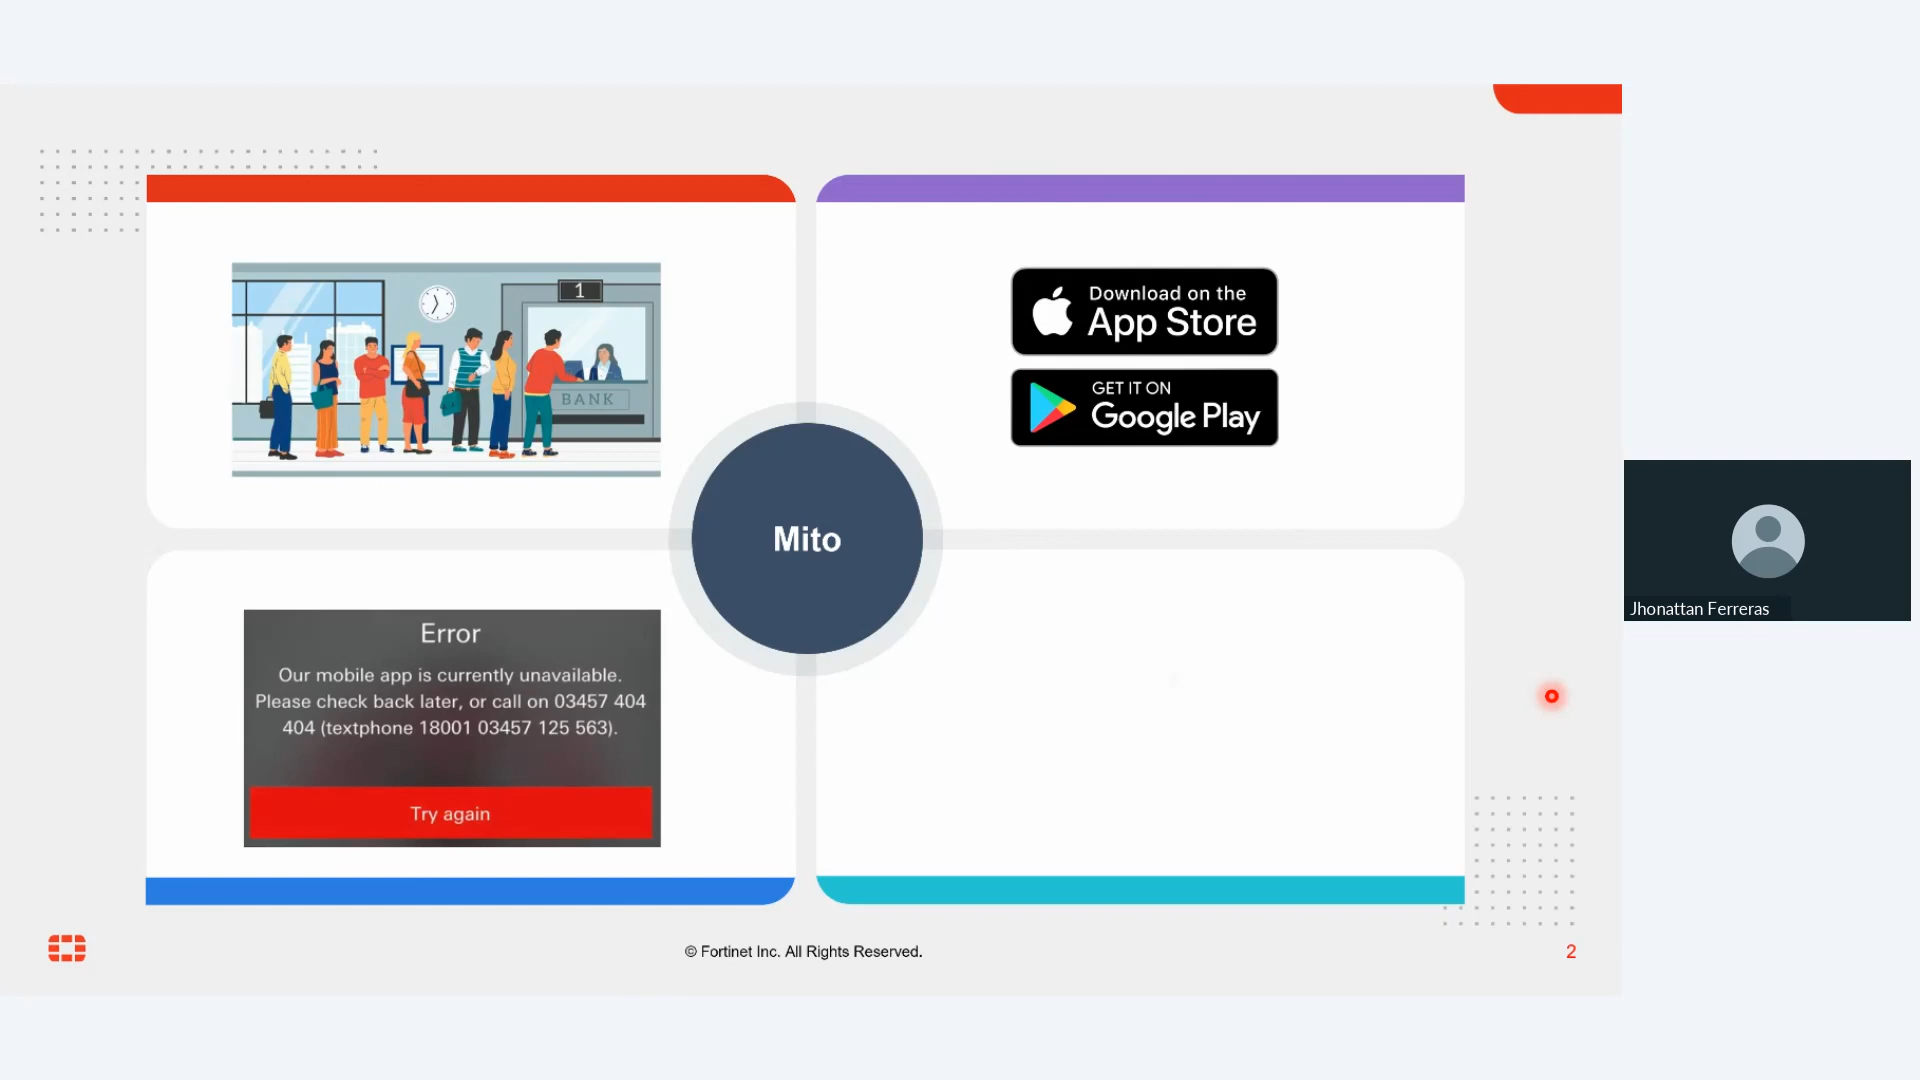 1
BANK
Download on the
App Store
GET IT ON
Google Play
Mito
Error
Our mobile app is currently unavailable.
Please check back later, or call on 03457 404
404 (textphone 18001 03457 125 563).
Try again
Jhonattan Ferreras
© Fortinet Inc. All Rights Reserved.
2